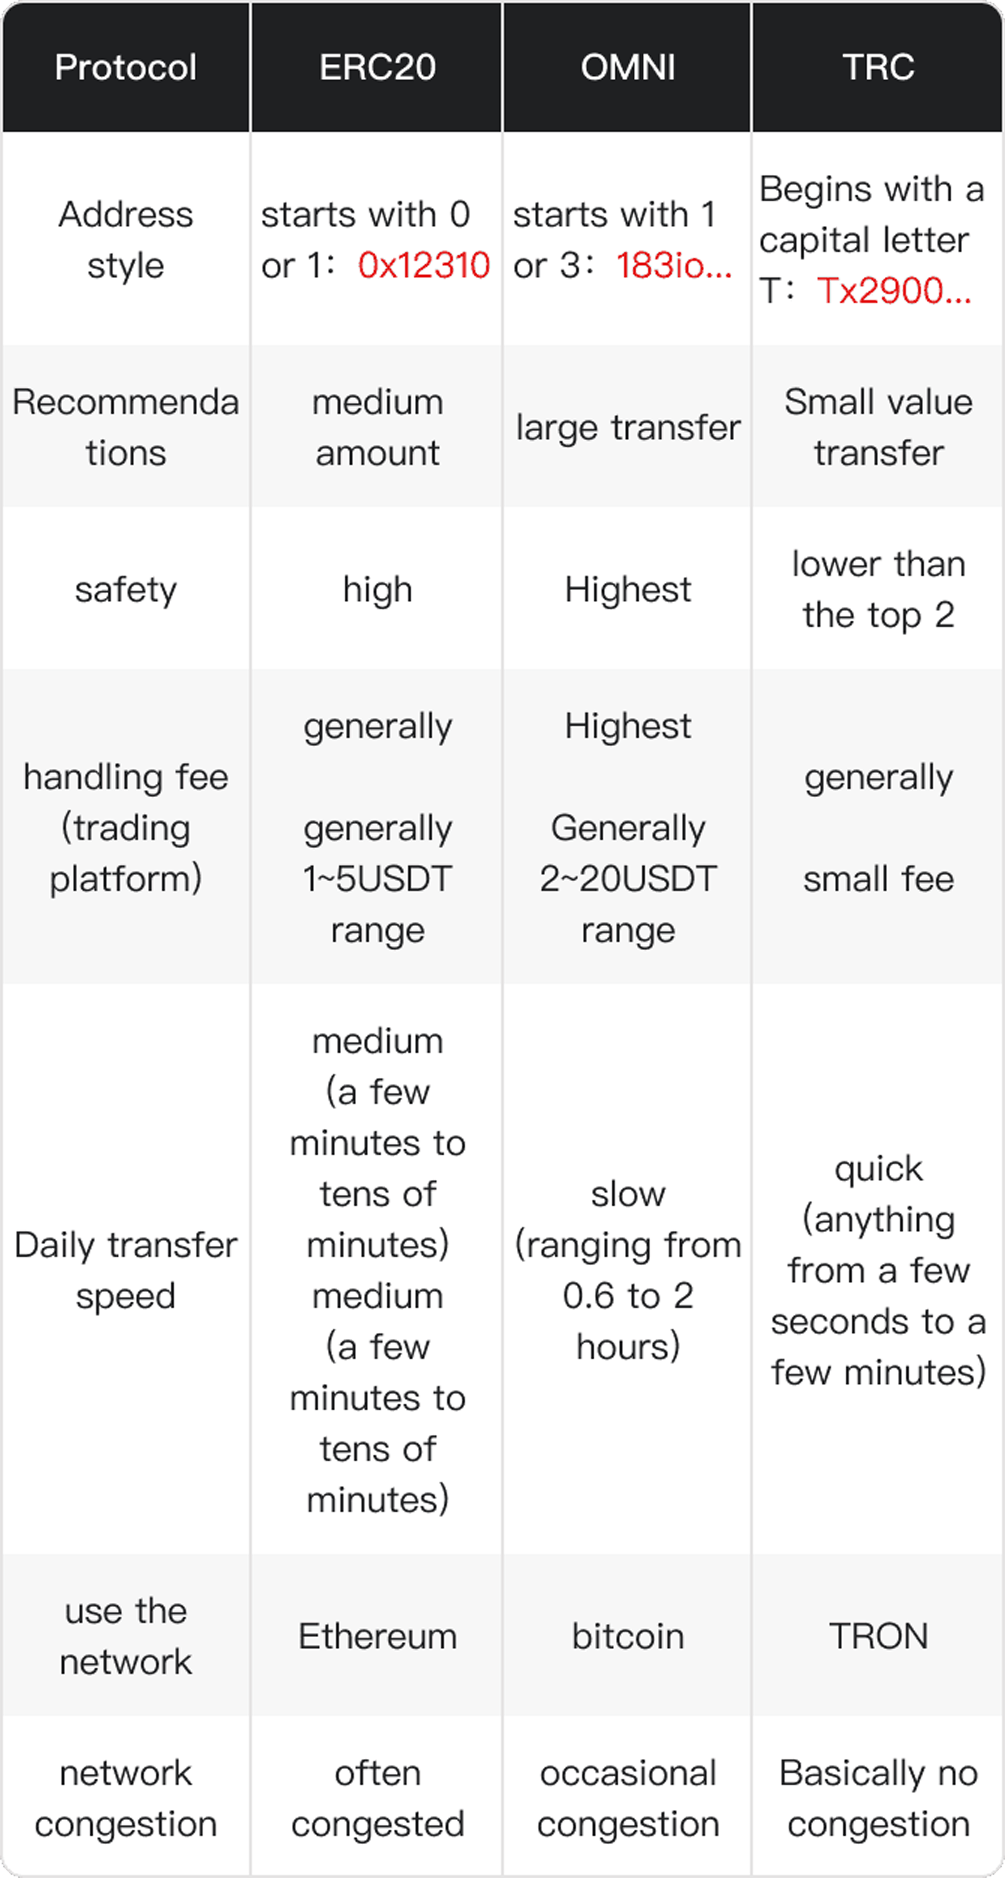 Protocol
ERC20
OMNI
TRC
Address
style
starts with 0
or 1: 0x12310
starts with 1
or 3: 183io...
Begins with a
capital letter
T: Tx2900...
Recommenda
tions
medium
amount
large transfer
Small value
transfer
safety
high
Highest
lower than
the top 2
handling fee
(trading
platform)
generally
generally
1~5USDT
range
Highest
Generally
2~20USDT
range
generally
small fee
Daily transfer
speed
medium
(a few
minutes to
tens of
minutes)
medium
(a few
minutes to
tens of
minutes)
slow
(ranging from
0.6 to 2
hours)
quick
(anything
from a few
seconds to a
few minutes)
use the
network
Ethereum
bitcoin
TRON
network
congestion
often
congested
occasional
congestion
Basically no
congestion